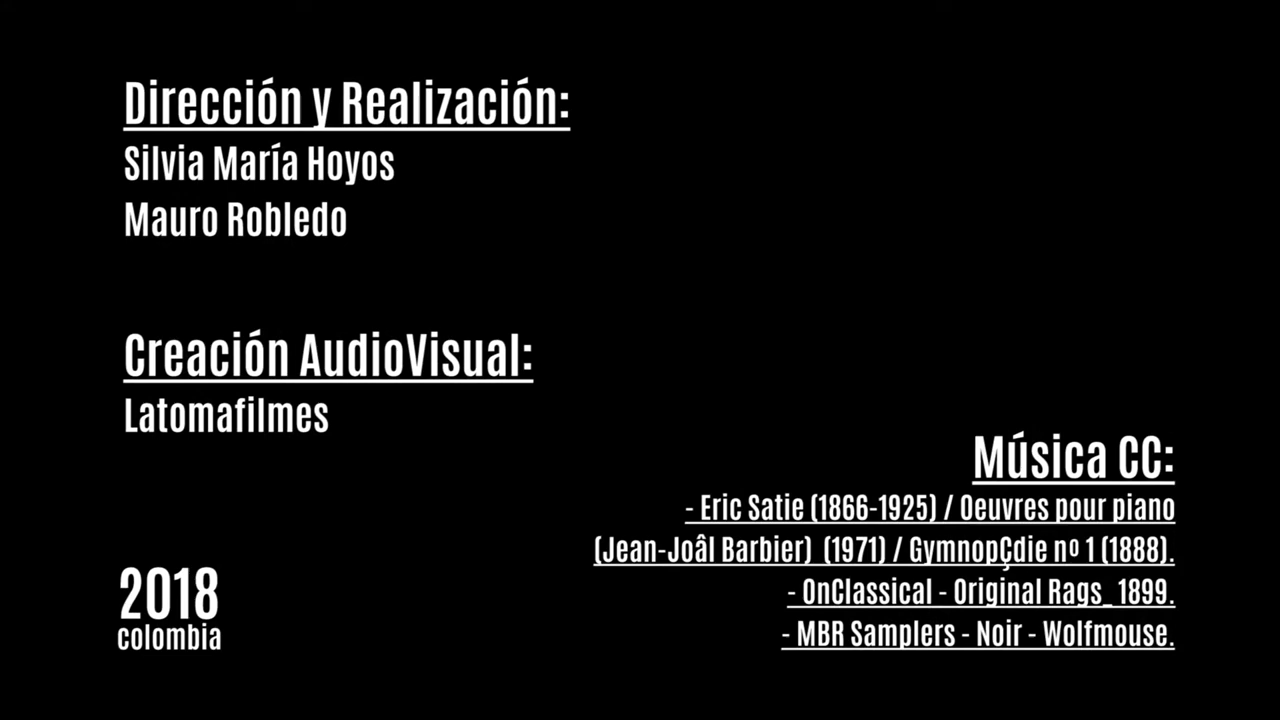 Dirección y Realización:
Silvia María Hoyos
Mauro Robledo
Creación AudioVisual:
Latomafilmes
Música CC:
- Eric Satie (1866-1925) / Oeuvres pour piano
(Jean-Joâl Barbier) (1971) / GymnopÇdie nº 1 (1888).
- OnClassical - Original Rags_ 1899.
- MBR Samplers - Noir - Wolfmouse.
2018
colombia